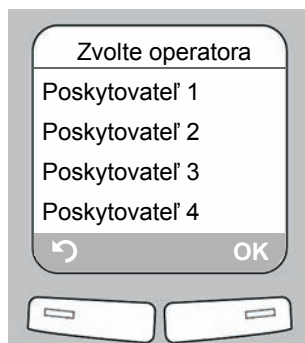 Zvolte operatora
Poskytovateľ 1
Poskytovateľ 2
Poskytovateľ 3
Poskytovateľ 4
OK